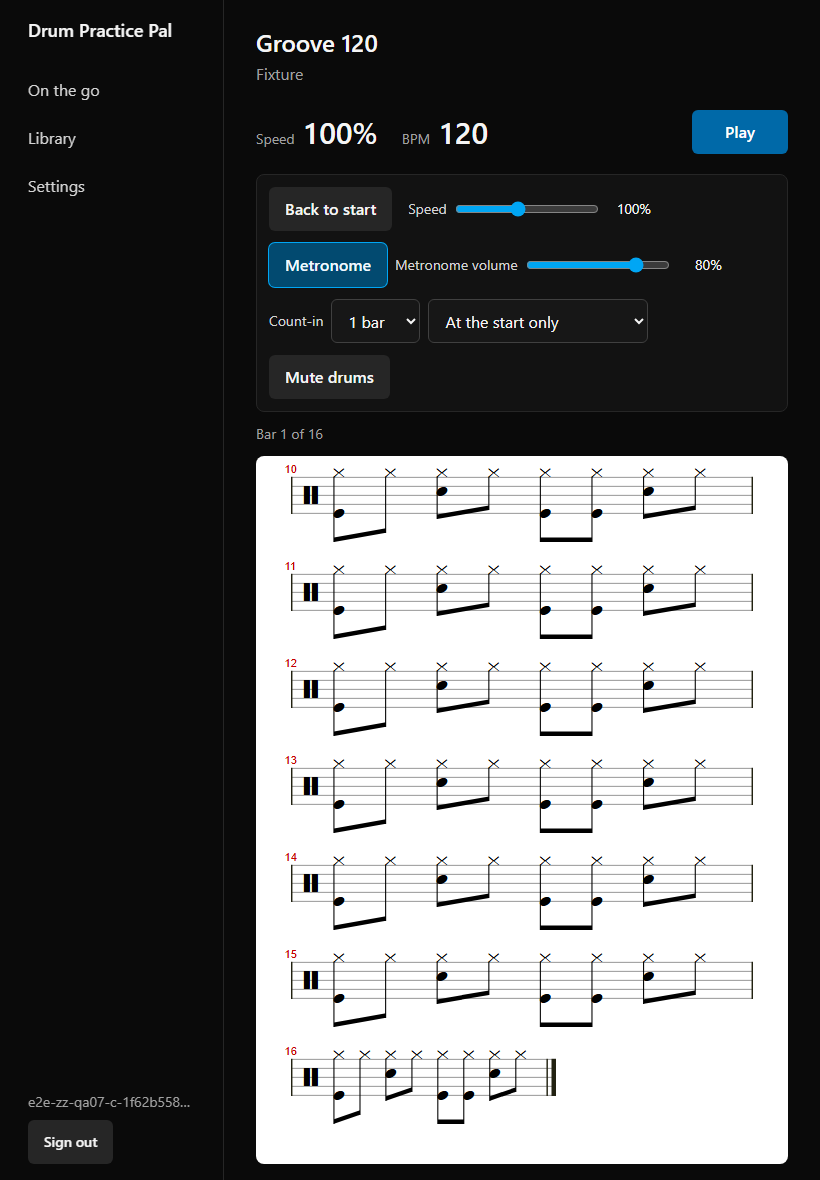 Drum Practice Pal
On the go
Library
Settings
Groove 120
Fixture
Speed 100% BPM 120
Play
Back to start Speed 100%
Metronome Metronome volume 80%
Count-in 1 bar At the start only
Mute drums
Bar 1 of 16
10
11
12
13
14
15
16
e2e-zz-qa07-c-1f62b558...
Sign out